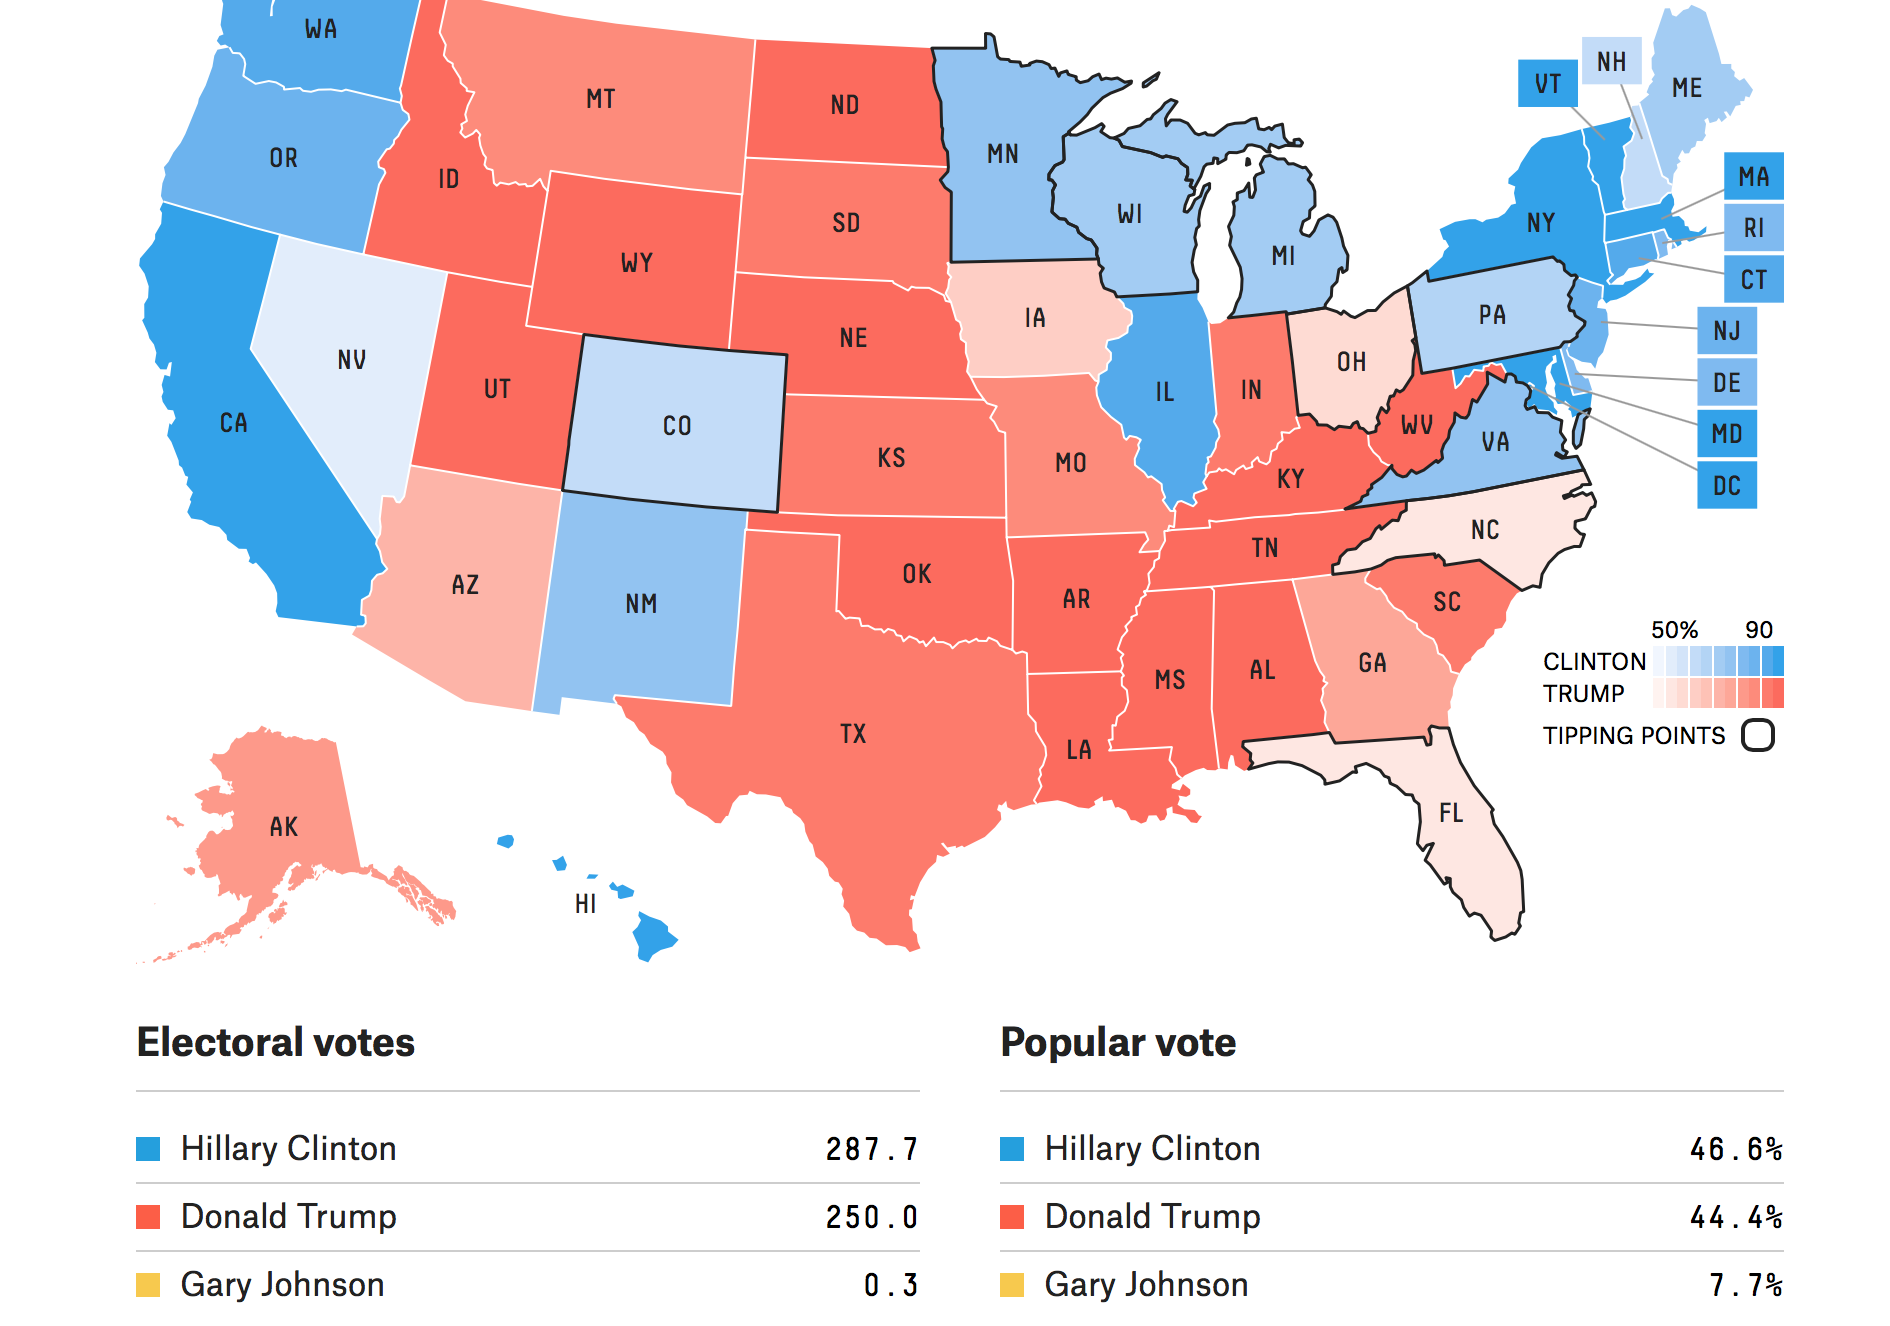 WA
MT
ND
MN
VT
NH
ME
OR
ID
SD
WI
MI
NY
MA
RI
CT
WY
NE
IA
PA
NJ
DE
MD
DC
NV
UT
CO
KS
MO
IL
IN
OH
WV
VA
KY
CA
AZ
NM
OK
AR
TN
NC
SC
MS
AL
GA
TX
LA
FL
AK
HI
50% 90
CLINTON
TRUMP
TIPPING POINTS
Electoral votes
Hillary Clinton 287.7
Donald Trump 250.0
Gary Johnson 0.3
Popular vote
Hillary Clinton 46.6%
Donald Trump 44.4%
Gary Johnson 7.7%